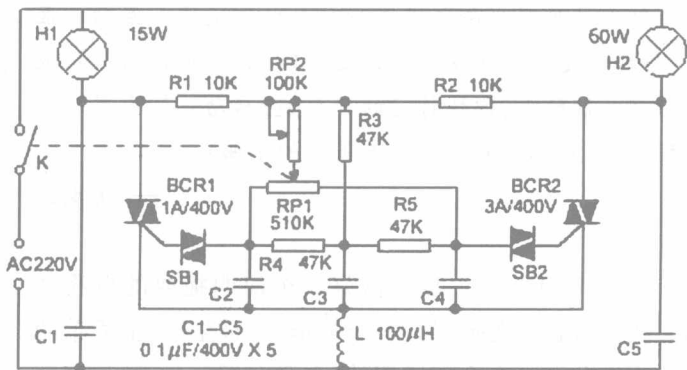 H1
15W
60W
H2
RP2
100K
R1 10K
R2 10K
R3
47K
K
BCR1
1A/400V
RP1
510K
BCR2
3A/400V
R5
47K
AC220V
SB1
R4
47K
SB2
C2
C3
C4
C1
C1-C5
0 1μF/400V X 5
L 100μH
C5